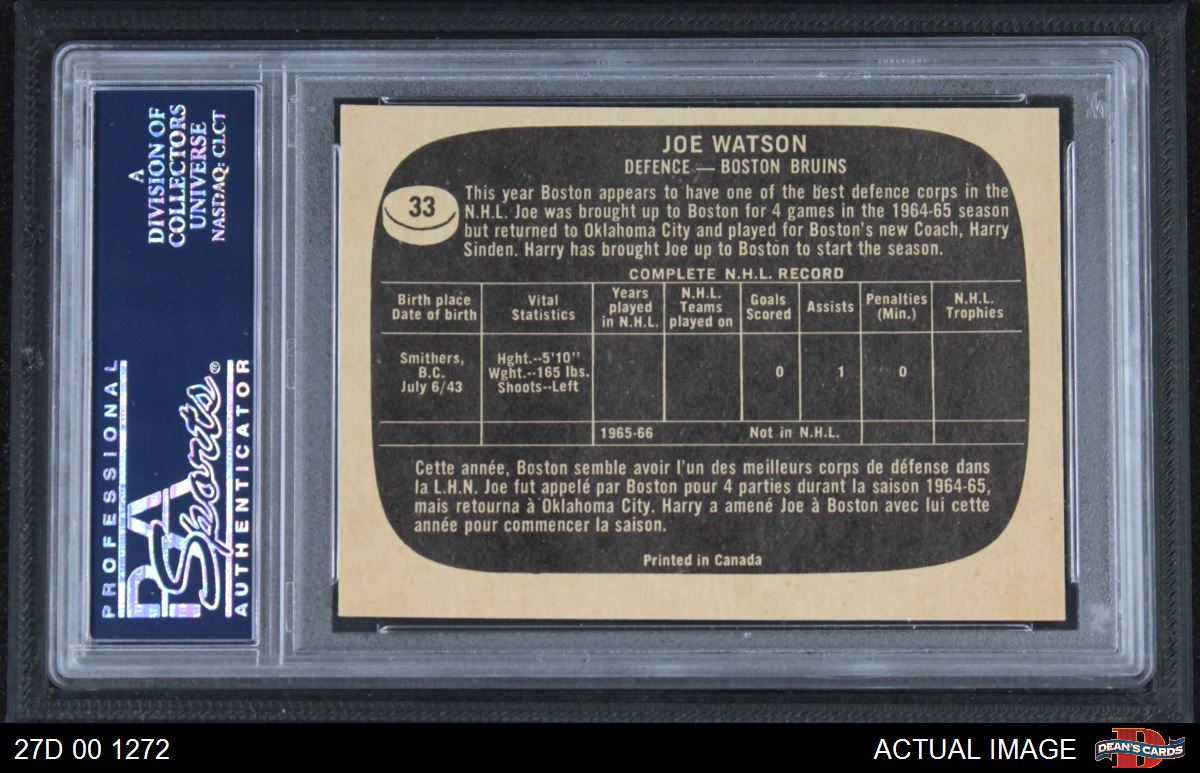 A
DIVISION OF
COLLECTORS
UNIVERSE
NASDAQ: CLCT
PROFESSIONAL
PSA
Sports®
AUTHENTICATOR
JOE WATSON
DEFENCE — BOSTON BRUINS
33
This year Boston appears to have one of the best defence corps in the
N.H.L. Joe was brought up to Boston for 4 games in the 1964-65 season
but returned to Oklahoma City and played for Boston's new Coach, Harry
Sinden. Harry has brought Joe up to Boston to start the season.
COMPLETE N.H.L. RECORD
Birth place
Date of birth
Vital
Statistics
Years
played
in N.H.L.
N.H.L.
Teams
played on
Goals
Scored
Assists
Penalties
(Min.)
N.H.L.
Trophies
Smithers,
B.C.
July 6/43
Hght.--5'10"
Wght.--165 lbs.
Shoots--Left
0
1
0
1965-66 Not in N.H.L.
Cette année, Boston semble avoir l'un des meilleurs corps de défense dans
la L.H.N. Joe fut appelé par Boston pour 4 parties durant la saison 1964-65,
mais retourna à Oklahoma City. Harry a amené Joe à Boston avec lui cette
année pour commencer la saison.
Printed in Canada
27D 00 1272
ACTUAL IMAGE
D
DEAN'S CARDS